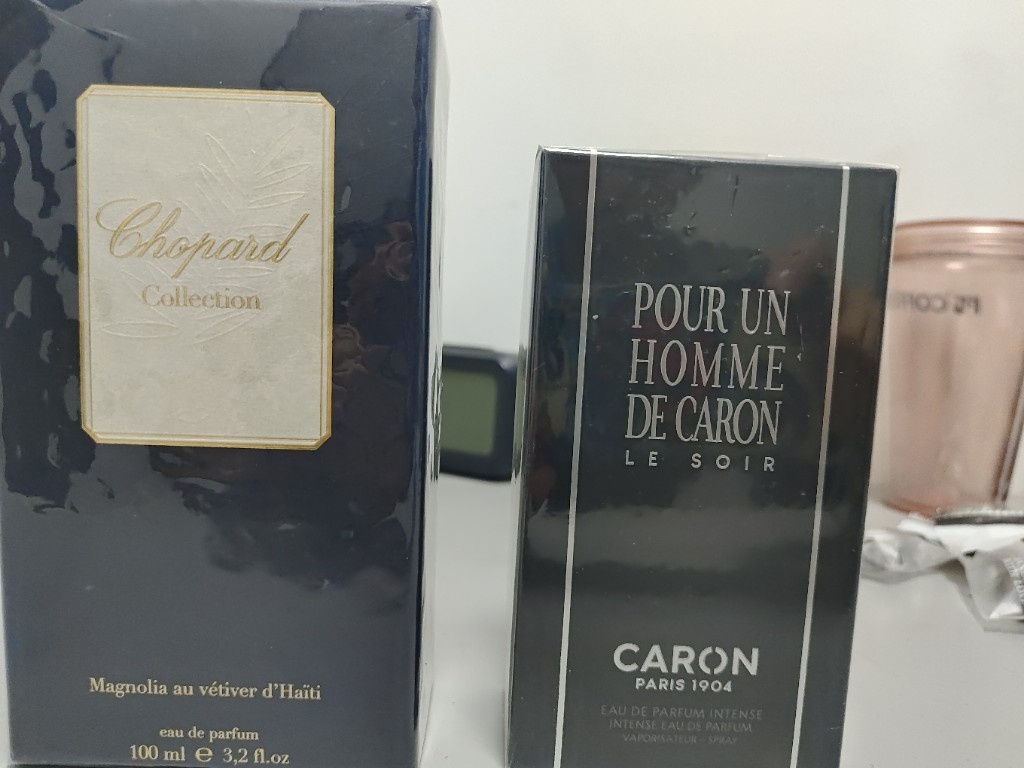 Chopard
Collection
Magnolia au vétiver d'Haïti
eau de parfum
100 ml ℮ 3,2 fl.oz
POUR UN
HOMME
DE CARON
LE SOIR
CARON
PARIS 1904
EAU DE PARFUM INTENSE
INTENSE EAU DE PARFUM
VAPORISATEUR - SPRAY